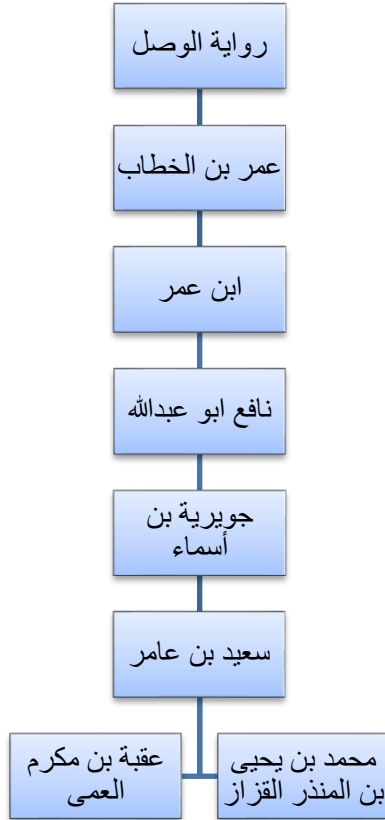 رواية الوصل
عمر بن الخطاب
ابن عمر
نافع ابو عبدالله
جويرية بن
أسماء
سعيد بن عامر
محمد بن يحيى
بن المنذر القزاز
عقبة بن مكرم
العمى